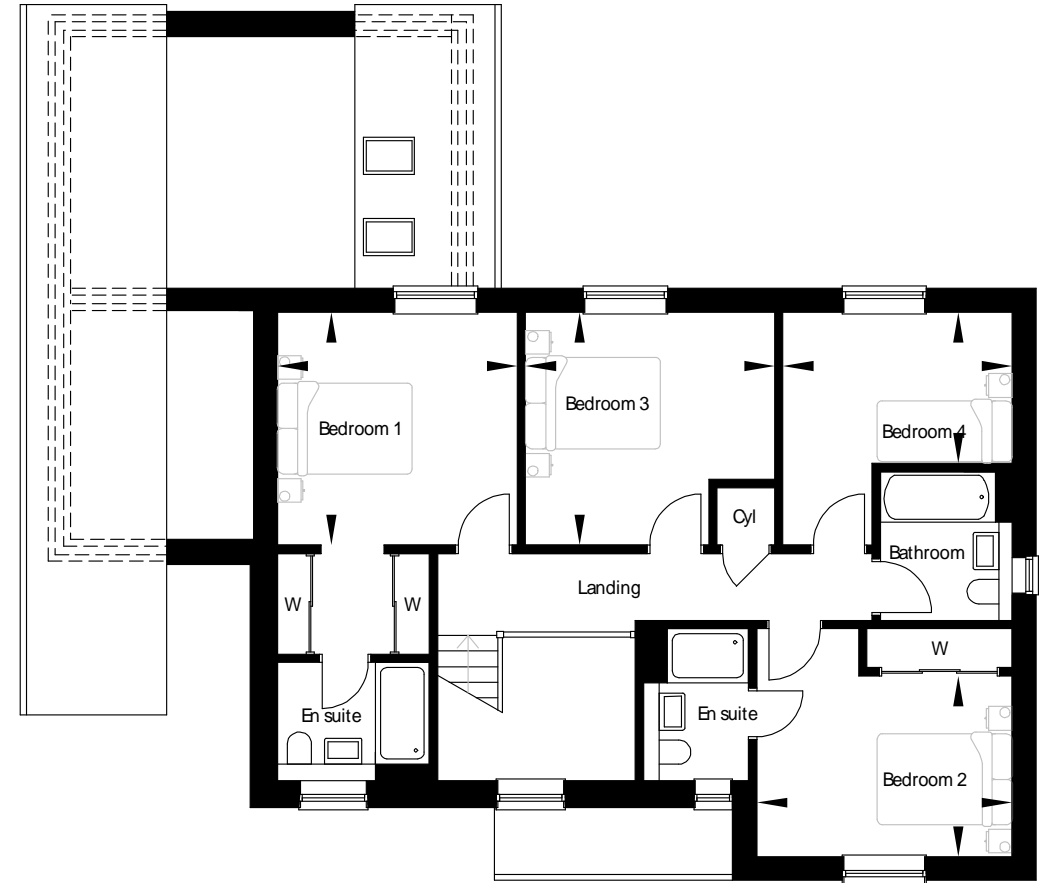 Bedroom 1
Bedroom 3
Bedroom 4
Cyl
Bathroom
Landing
W
W
W
En suite
En suite
Bedroom 2